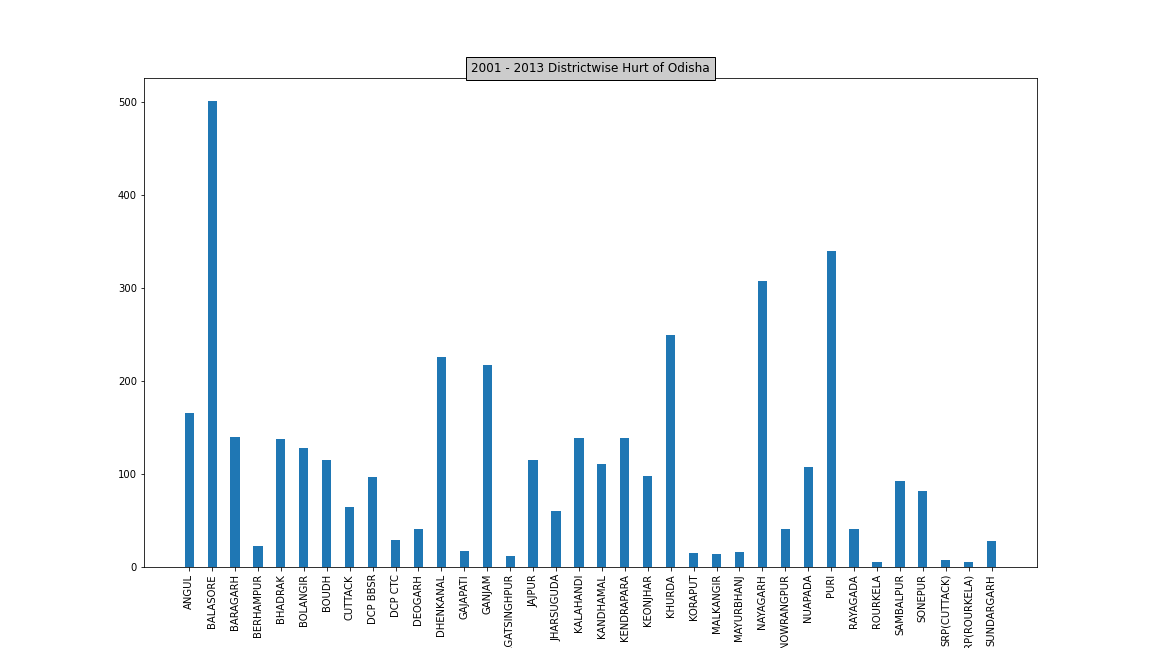 2001 - 2013 Districtwise Hurt of Odisha
500
400
300
200
100
0
ANGUL
BALASORE
BARAGARH
BERHAMPUR
BHADRAK
BOLANGIR
BOUDH
CUTTACK
DCP BBSR
DCP CTC
DEOGARH
DHENKANAL
GAJAPATI
GANJAM
GATSINGHPUR
JAJPUR
JHARSUGUDA
KALAHANDI
KANDHAMAL
KENDRAPARA
KEONJHAR
KHURDA
KORAPUT
MALKANGIR
MAYURBHANJ
NAYAGARH
NOWRANGPUR
NUAPADA
PURI
RAYAGADA
ROURKELA
SAMBALPUR
SONEPUR
SRP(CUTTACK)
RP(ROURKELA)
SUNDARGARH